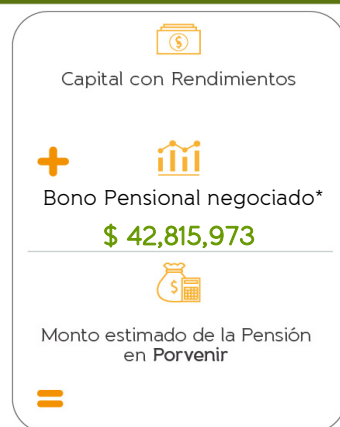 Capital con Rendimientos
Bono Pensional negociado*
$ 42,815,973
Monto estimado de la Pensión
en Porvenir